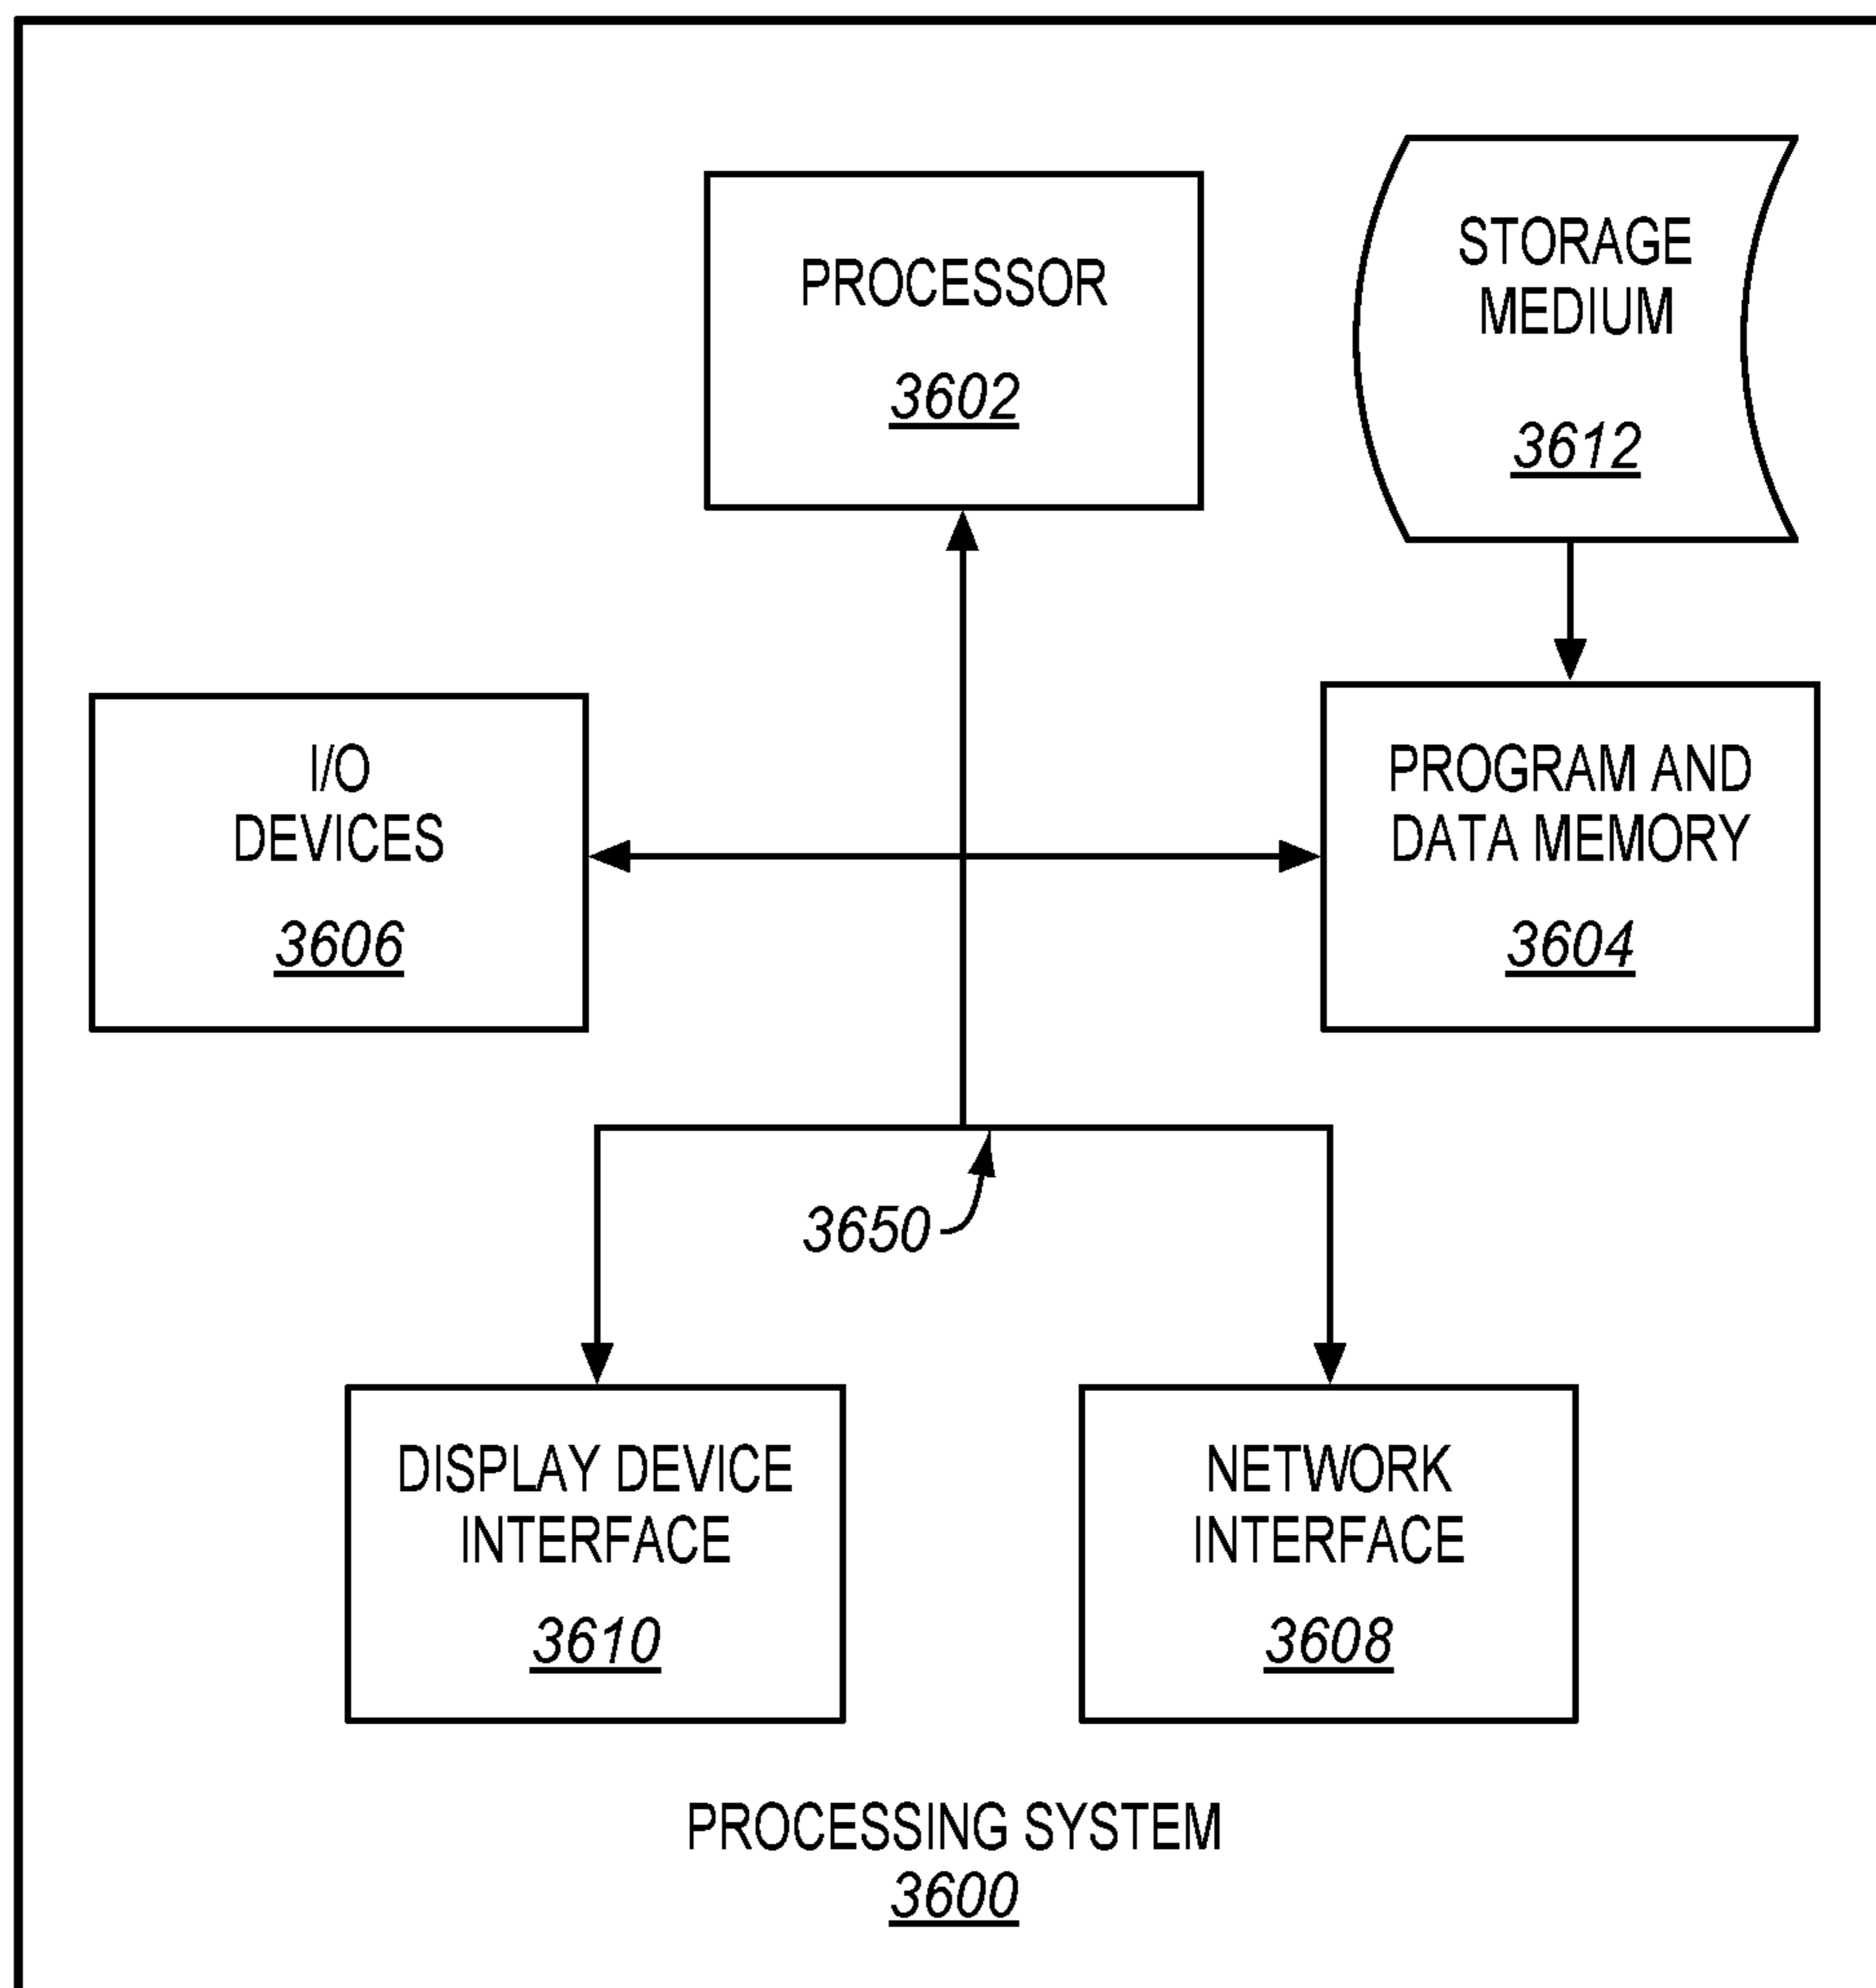 PROCESSOR
3602
STORAGE
MEDIUM
3612
I/O
DEVICES
3606
PROGRAM AND
DATA MEMORY
3604
3650
DISPLAY DEVICE
INTERFACE
3610
NETWORK
INTERFACE
3608
PROCESSING SYSTEM
3600